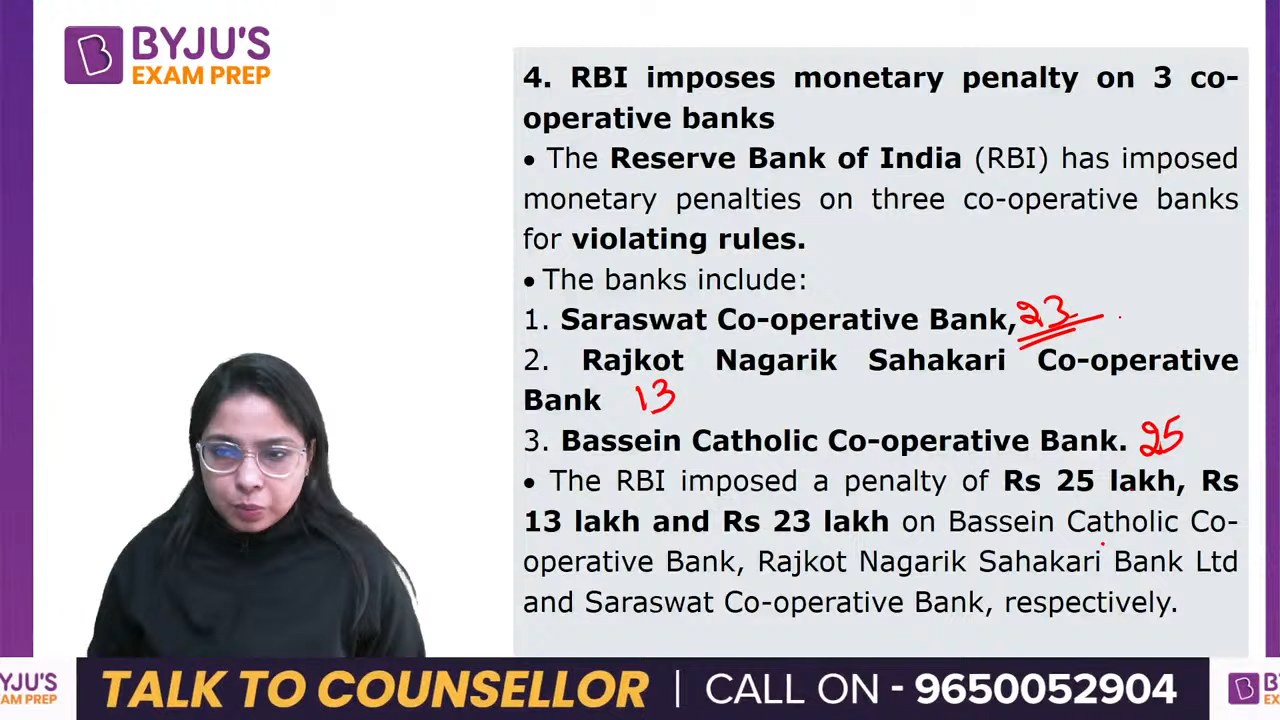 BYJU'S
EXAM PREP
4. RBI imposes monetary penalty on 3 co-
operative banks
• The Reserve Bank of India (RBI) has imposed
monetary penalties on three co-operative banks
for violating rules.
• The banks include:
1. Saraswat Co-operative Bank, 23
2. Rajkot Nagarik Sahakari Co-operative
Bank 13
3. Bassein Catholic Co-operative Bank. 25
• The RBI imposed a penalty of Rs 25 lakh, Rs
13 lakh and Rs 23 lakh on Bassein Catholic Co-
operative Bank, Rajkot Nagarik Sahakari Bank Ltd
and Saraswat Co-operative Bank, respectively.
YJU'S
AM PREP
TALK TO COUNSELLOR | CALL ON - 9650052904
B
E